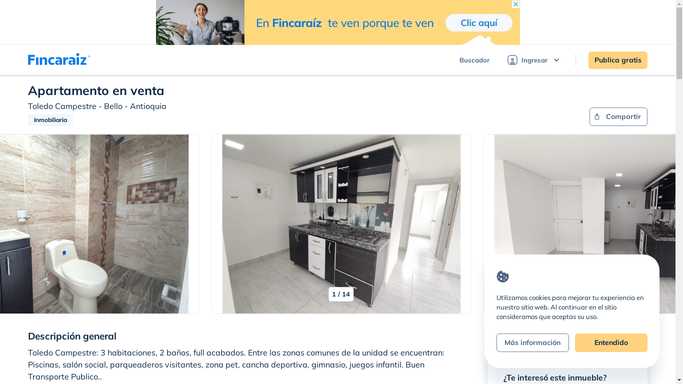 En Fincaraíz te ven porque te ven
Clic aquí
Fincaraiz
Buscador
Ingresar
Publica gratis
Apartamento en venta
Toledo Campestre - Bello - Antioquia
Inmobiliaria
Compartir
1 / 14
Utilizamos cookies para mejorar tu experiencia en
nuestro sitio web. Al continuar en el sitio
consideramos que aceptas su uso.
Más información
Entendido
Descripción general
Toledo Campestre: 3 habitaciones, 2 baños, full acabados. Entre las zonas comunes de la unidad se encuentran:
Piscinas, salón social, parqueaderos visitantes, zona pet, cancha deportiva, gimnasio, juegos infantil. Buen
Transporte Publico..
¿Te interesó este inmueble?